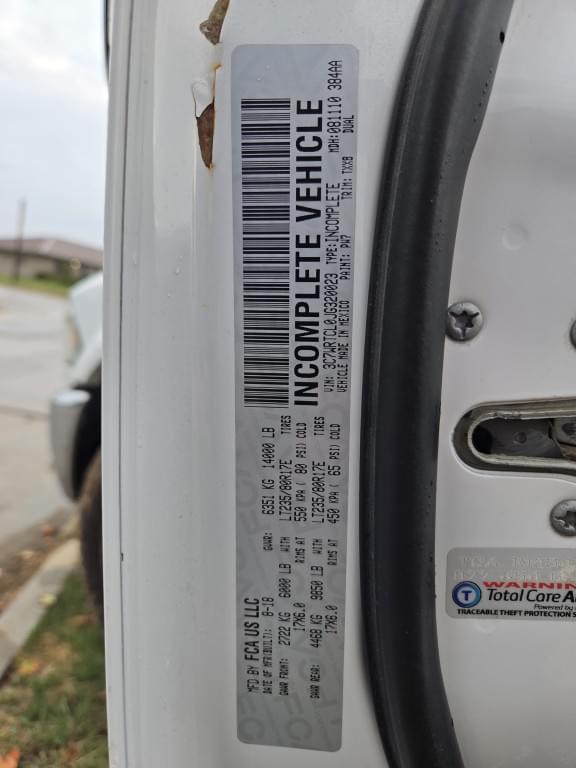 MFD BY FCA US LLC
DATE OF MFR(BUILT): 8-18 GVWR: 6351 KG 14000 LB
GAWR FRONT: 2722 KG 6000 LB WITH LT235/80R17E TIRES
17X6.0 RIMS AT 550 KPA ( 80 PSI) COLD
GAWR REAR: 4468 KG 9850 LB WITH LT235/80R17E TIRES
17X6.0 RIMS AT 450 KPA ( 65 PSI) COLD
INCOMPLETE VEHICLE
VIN: 3C7WRTCL0JG320023 TYPE: INCOMPLETE MDH: 081110 384AA
VEHICLE MADE IN MEXICO PAINT: PW7 TRIM: TXX8 DUAL
WARNING
T Total Care
Powered by
TRACEABLE THEFT PROTECTION